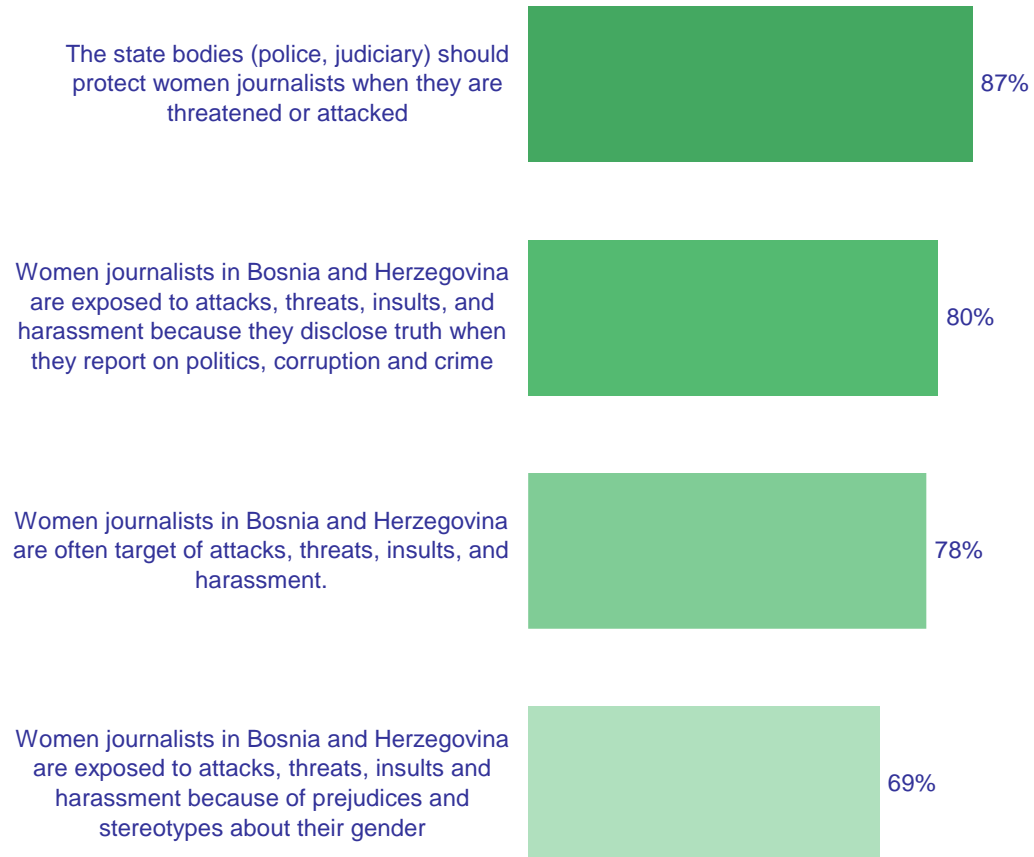 The state bodies (police, judiciary) should
protect women journalists when they are
threatened or attacked
87%
Women journalists in Bosnia and Herzegovina
are exposed to attacks, threats, insults, and
harassment because they disclose truth when
they report on politics, corruption and crime
80%
Women journalists in Bosnia and Herzegovina
are often target of attacks, threats, insults, and
harassment.
78%
Women journalists in Bosnia and Herzegovina
are exposed to attacks, threats, insults and
harassment because of prejudices and
stereotypes about their gender
69%